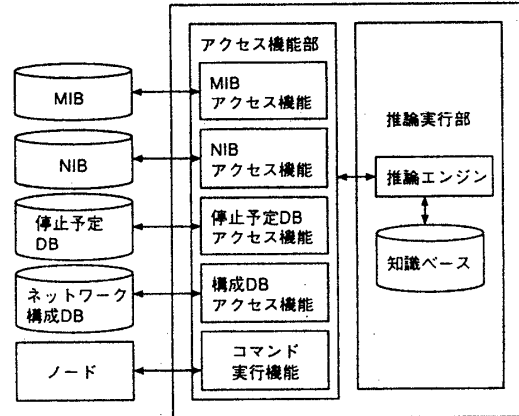 アクセス機能部
MIB
MIB
アクセス機能
NIB
NIB
アクセス機能
停止予定
DB
停止予定DB
アクセス機能
ネットワーク
構成DB
構成DB
アクセス機能
ノード
コマンド
実行機能
推論実行部
推論エンジン
知識ベース